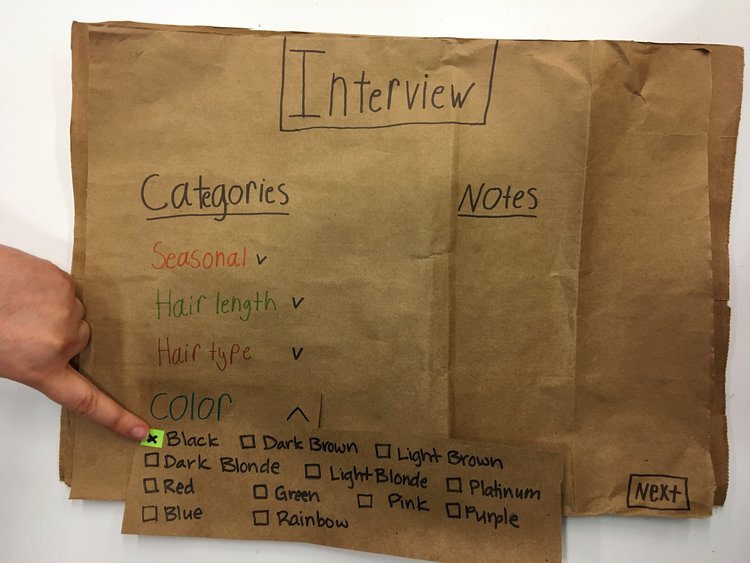 Interview
Categories
Notes
Seasonal
Hair length
Hair type
Color
Black Dark Brown Light Brown
Dark Blonde Light Blonde Platinum
Red Green Pink Purple
Blue Rainbow
Next